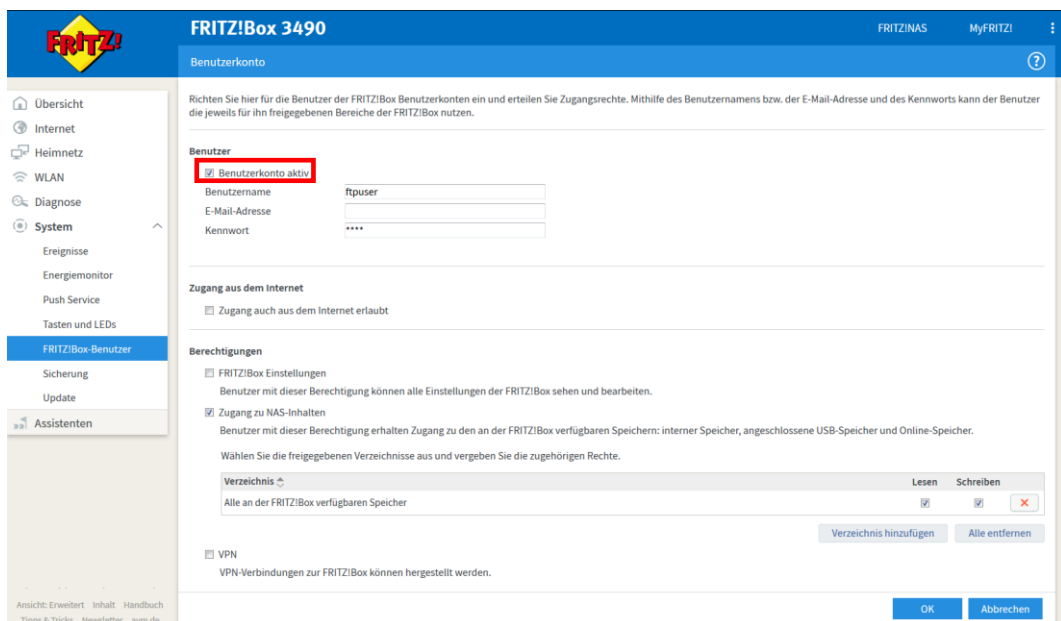 FRITZ!
FRITZ!Box 3490
FRITZ!NAS
MyFRITZ!
Benutzerkonto
?
Übersicht
Internet
Heimnetz
WLAN
Diagnose
System
Ereignisse
Energiemonitor
Push Service
Tasten und LEDs
FRITZ!Box-Benutzer
Sicherung
Update
Assistenten
Ansicht: Erweitert Inhalt Handbuch
Tipps & Tricks Newsletter avm.de
Richten Sie hier für die Benutzer der FRITZ!Box Benutzerkonten ein und erteilen Sie Zugangsrechte. Mithilfe des Benutzernamens bzw. der E-Mail-Adresse und des Kennworts kann der Benutzer
die jeweils für ihn freigegebenen Bereiche der FRITZ!Box nutzen.
Benutzer
Benutzerkonto aktiv
Benutzername ftpuser
E-Mail-Adresse
Kennwort ****
Zugang aus dem Internet
Zugang auch aus dem Internet erlaubt
Berechtigungen
FRITZ!Box Einstellungen
Benutzer mit dieser Berechtigung können alle Einstellungen der FRITZ!Box sehen und bearbeiten.
Zugang zu NAS-Inhalten
Benutzer mit dieser Berechtigung erhalten Zugang zu den an der FRITZ!Box verfügbaren Speichern: interner Speicher, angeschlossene USB-Speicher und Online-Speicher.
Wählen Sie die freigegebenen Verzeichnisse aus und vergeben Sie die zugehörigen Rechte.
Verzeichnis Lesen Schreiben
Alle an der FRITZ!Box verfügbaren Speicher
Verzeichnis hinzufügen Alle entfernen
VPN
VPN-Verbindungen zur FRITZ!Box können hergestellt werden.
OK Abbrechen